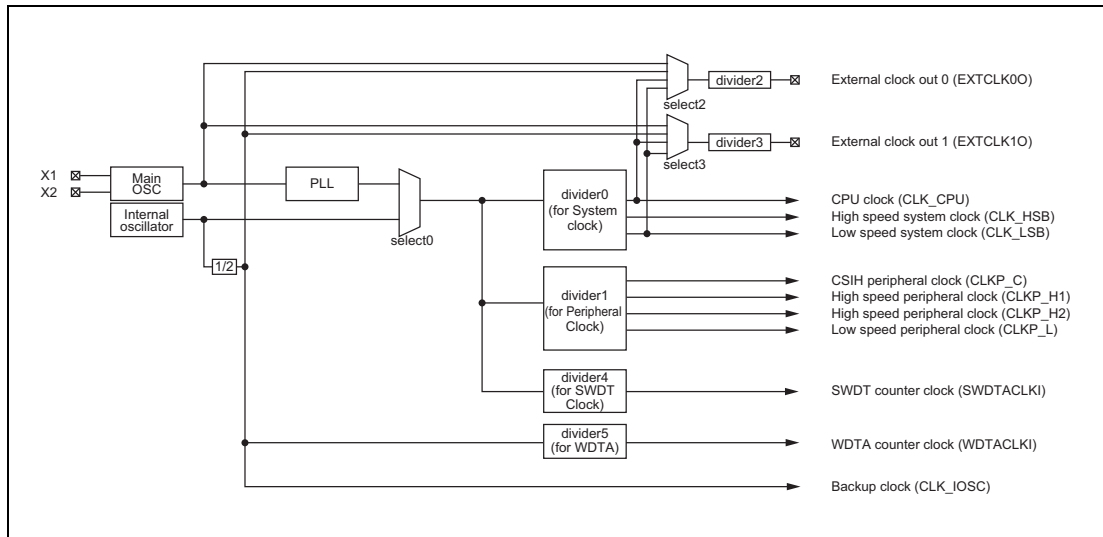 divider2
External clock out 0 (EXTCLK0O)
select2
divider3
External clock out 1 (EXTCLK1O)
select3
X1
X2
Main
OSC
PLL
Internal
oscillator
select0
1/2
divider0
(for System
clock)
CPU clock (CLK_CPU)
High speed system clock (CLK_HSB)
Low speed system clock (CLK_LSB)
divider1
(for Peripheral
Clock)
CSIH peripheral clock (CLKP_C)
High speed peripheral clock (CLKP_H1)
High speed peripheral clock (CLKP_H2)
Low speed peripheral clock (CLKP_L)
divider4
(for SWDT
Clock)
SWDT counter clock (SWDTACLKI)
divider5
(for WDTA)
WDTA counter clock (WDTACLKI)
Backup clock (CLK_IOSC)